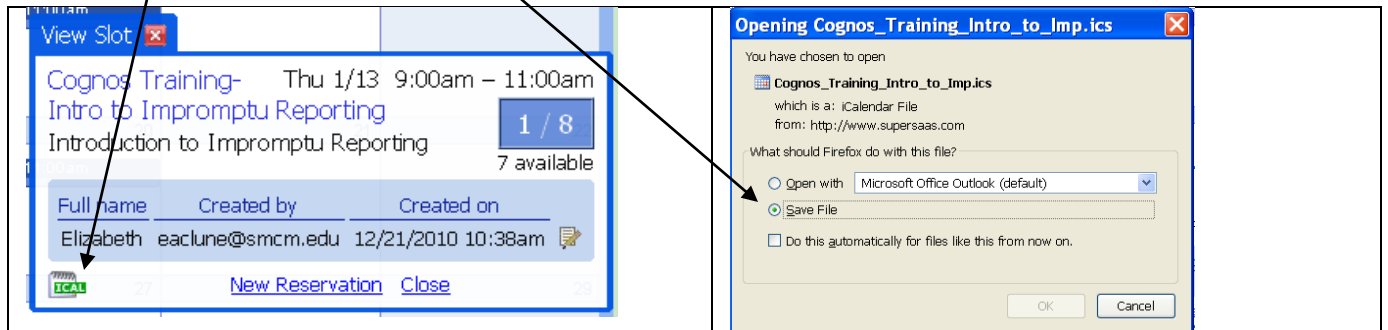 11:00am
View Slot
Cognos Training- Thu 1/13 9:00am – 11:00am
Intro to Impromptu Reporting
1 / 8
Introduction to Impromptu Reporting
7 available
Full name Created by Created on
Elizabeth eaclune@smcm.edu 12/21/2010 10:38am
ICAL
27
New Reservation Close
28
Opening Cognos_Training_Intro_to_Imp.ics
You have chosen to open
Cognos_Training_Intro_to_Imp.ics
which is a: iCalendar File
from: http://www.supersaas.com
What should Firefox do with this file?
Open with Microsoft Office Outlook (default)
Save File
Do this automatically for files like this from now on.
OK Cancel